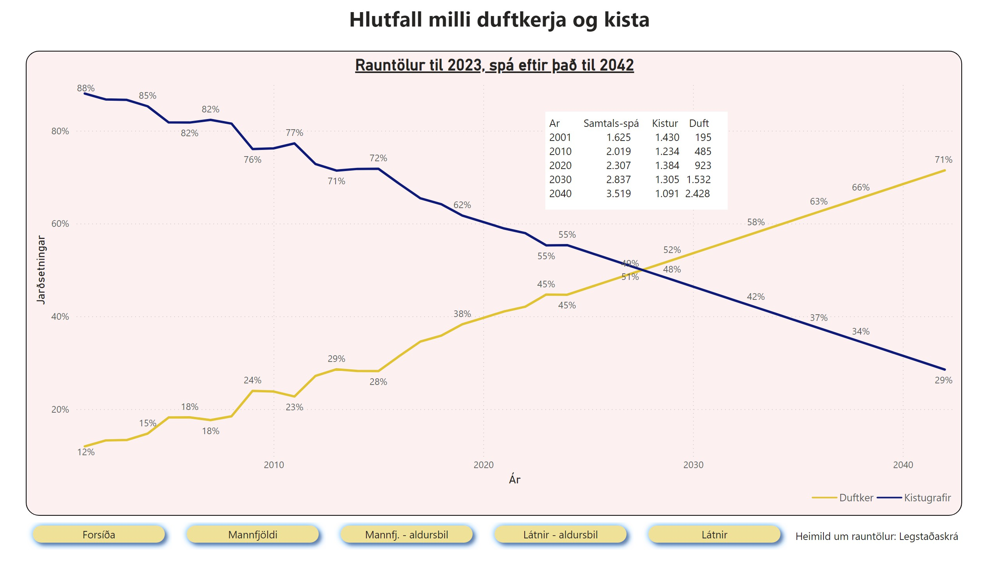 Hlutfall milli duftkerja og kista
Rauntölur til 2023, spá eftir það til 2042
88%
85%
82%
82%
80%
77%
76%
72%
71%
62%
60%
55%
55%
49%
51%
52%
48%
58%
63%
66%
71%
45%
45%
42%
40%
38%
37%
34%
29%
29%
28%
24%
23%
20%
18%
18%
15%
12%
Ar Samtals-spá Kistur Duft
2001 1.625 1.430 195
2010 2.019 1.234 485
2020 2.307 1.384 923
2030 2.837 1.305 1.532
2040 3.519 1.091 2.428
Jarðsetningar
2010 2020 2030 2040
Ár
Duftker Kistugrafir
Forsíða Mannfjöldi Mannfj. - aldursbil Látnir - aldursbil Látnir Heimild um rauntölur: Legstaðaskrá